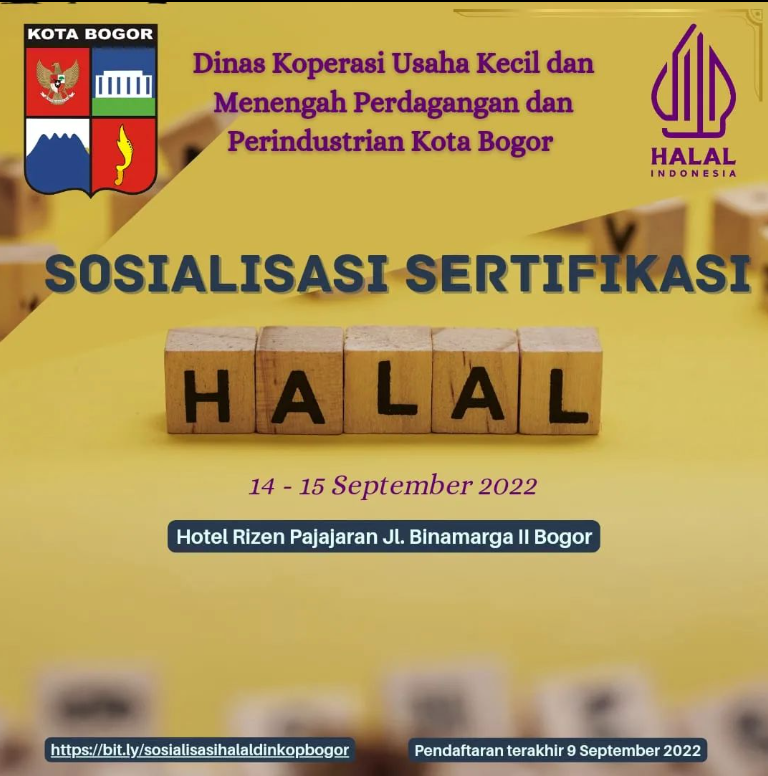 KOTA BOGOR
Dinas Koperasi Usaha Kecil dan
Menengah Perdagangan dan
Perindustrian Kota Bogor
HALAL
INDONESIA
V
SOSIALISASI SERTIFIKASI
HALAL
14 - 15 September 2022
Hotel Rizen Pajajaran Jl. Binamarga II Bogor
https://bit.ly/sosialisasihalaldinkopbogor
Pendaftaran terakhir 9 September 2022